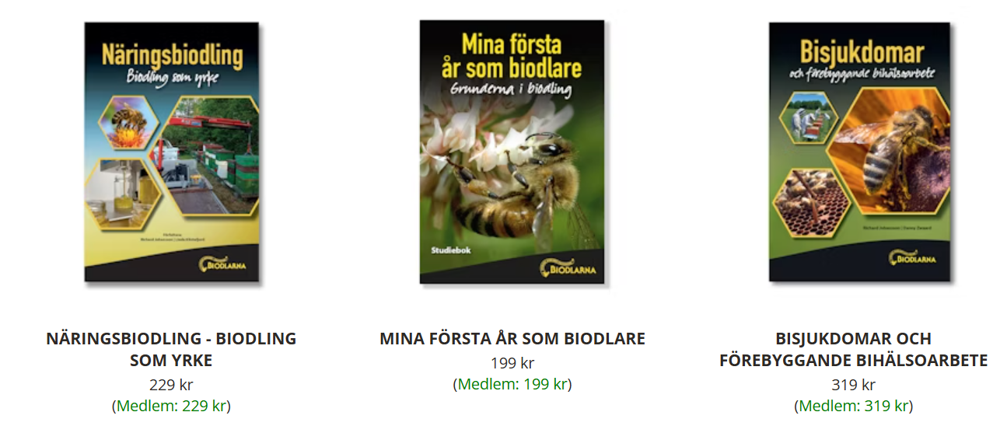 Näringsbiodling
Biodling som yrke
Författare
BIODLARNA
Mina första
år som biodlare
Grunderna i biodling
Studiebok
BIODLARNA
Bisjukdomar
och förebyggande bihälsoarbete
BIODLARNA
NÄRINGSBIODLING - BIODLING
SOM YRKE
229 kr
(Medlem: 229 kr)
MINA FÖRSTA ÅR SOM BIODLARE
199 kr
(Medlem: 199 kr)
BISJUKDOMAR OCH
FÖREBYGGANDE BIHÄLSOARBETE
319 kr
(Medlem: 319 kr)